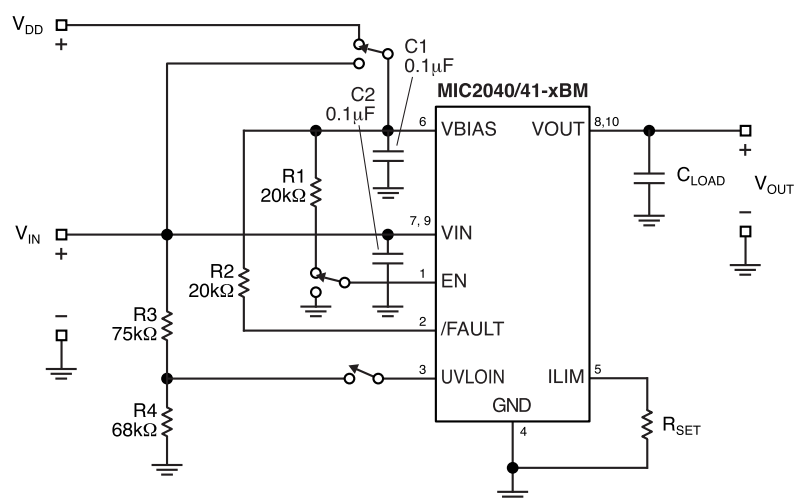 VDD
+
C1
0.1µF
C2
0.1µF
MIC2040/41-xBM
6
VBIAS
VOUT
8,10
+
CLOAD
VOUT
–
R1
20kΩ
7, 9
VIN
VIN
+
1
EN
R2
20kΩ
2
/FAULT
–
R3
75kΩ
3
UVLOIN
ILIM
5
GND
4
RSET
R4
68kΩ